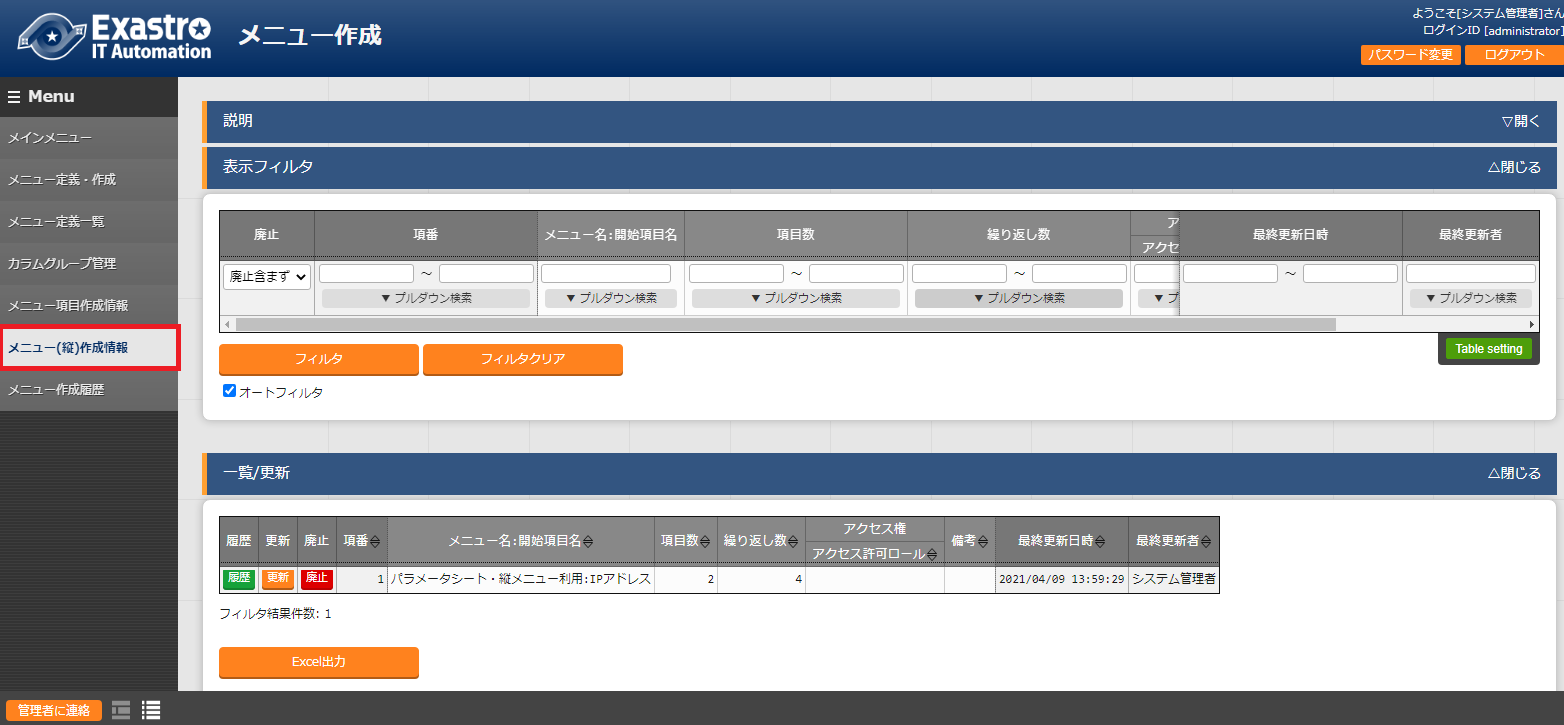 Exastro
IT Automation
メニュー作成
ようこそ[システム管理者]さん
ログインID [administrator]
パスワード変更 ログアウト
Menu
メインメニュー
メニュー定義・作成
メニュー定義一覧
カラムグループ管理
メニュー項目作成情報
メニュー(縦)作成情報
メニュー作成履歴
説明 ▽開く
表示フィルタ △閉じる
廃止 項番 メニュー名:開始項目名 項目数 繰り返し数 ア 最終更新日時 最終更新者
アクセ
廃止含まず ～ ～ ～ ～
▼ プルダウン検索 ▼ プルダウン検索 ▼ プルダウン検索 ▼ プルダウン検索 ▼ プ ▼ プルダウン検索
フィルタ フィルタクリア
Table setting
オートフィルタ
一覧/更新 △閉じる
履歴 更新 廃止 項番 メニュー名:開始項目名 項目数 繰り返し数 アクセス権 備考 最終更新日時 最終更新者
アクセス許可ロール
履歴 更新 廃止 1 パラメータシート・縦メニュー利用:IPアドレス 2 4 2021/04/09 13:59:29 システム管理者
フィルタ結果件数: 1
Excel出力
管理者に連絡